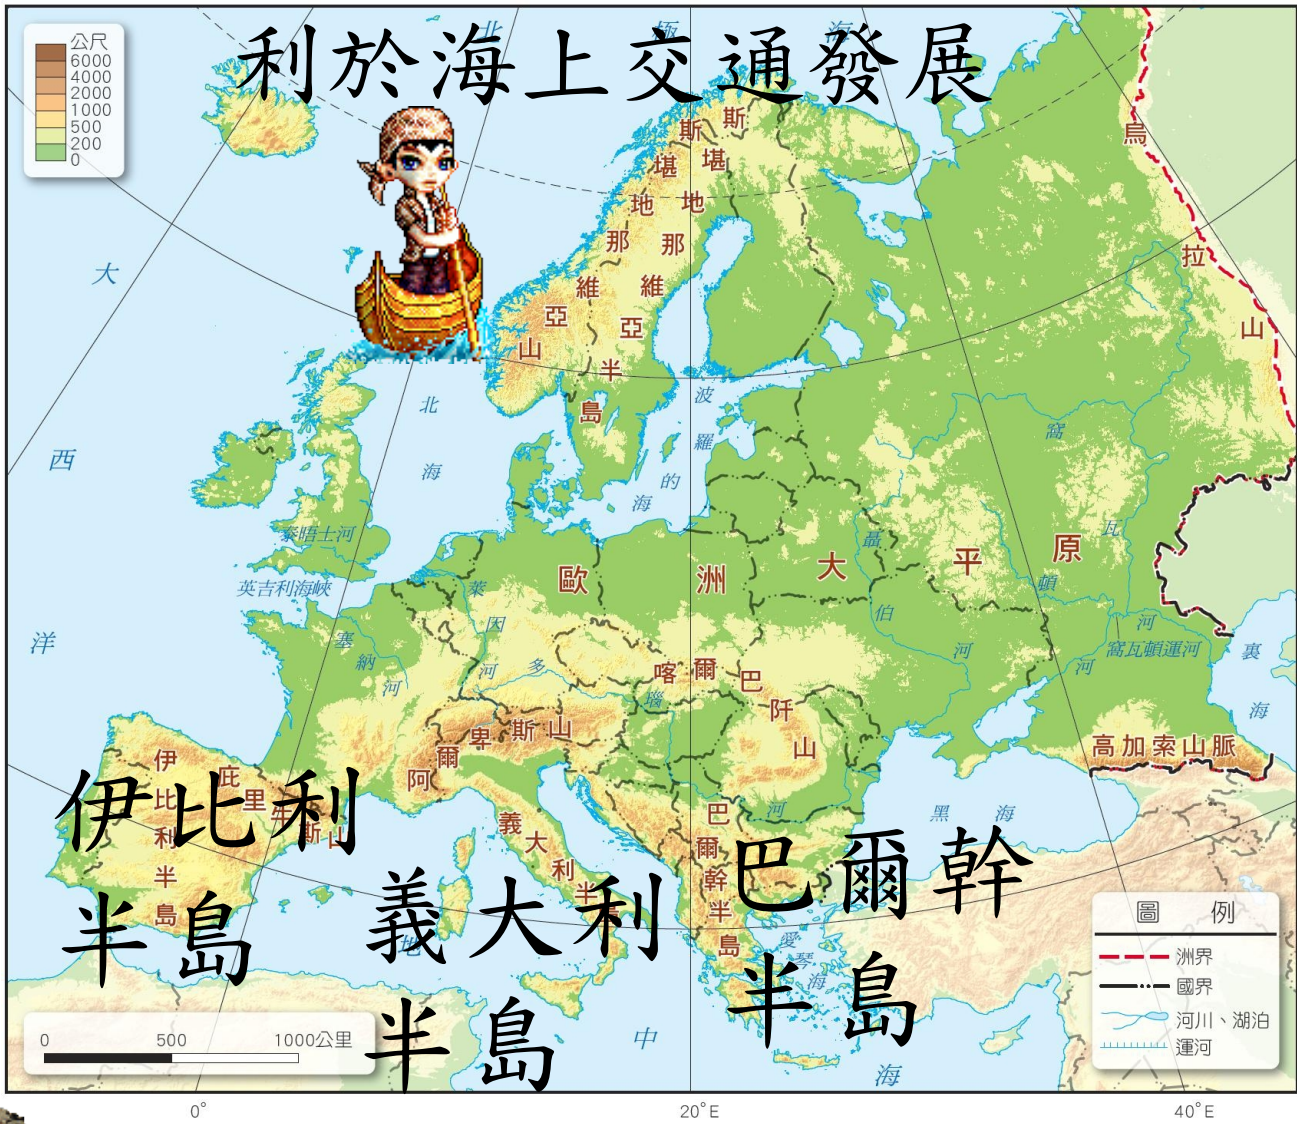 利於海上交通發展
公尺
6000
4000
2000
1000
500
200
0
北極海
斯堪地那維亞山
斯堪地那維亞半島
烏拉山
大西洋
北海
波羅的海
泰晤士河
英吉利海峽
歐洲大平原
窩瓦河
聶伯河
頓河
窩瓦頓運河
裏海
塞納河
萊因河
多瑙河
喀爾巴阡山
阿爾卑斯山
高加索山脈
黑海
伊比利半島
庇里牛斯山
義大利半島
巴爾幹半島
愛琴海
地中海
伊比利
半島
義大利
半島
巴爾幹
半島
圖例
洲界
國界
河川、湖泊
運河
0 500 1000公里
0° 20°E 40°E